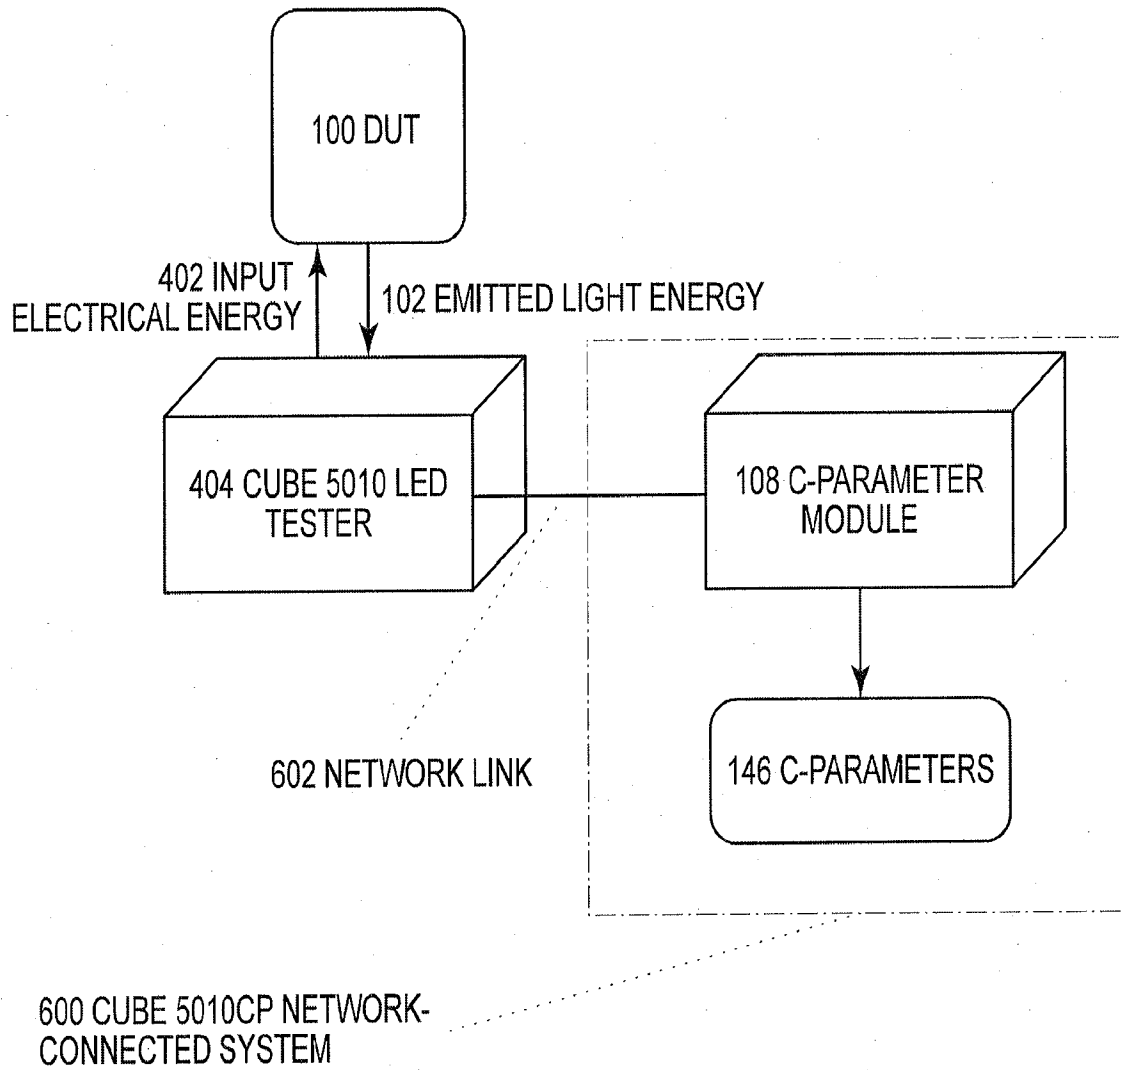 100 DUT
402 INPUT
ELECTRICAL ENERGY
102 EMITTED LIGHT ENERGY
404 CUBE 5010 LED
TESTER
108 C-PARAMETER
MODULE
602 NETWORK LINK
146 C-PARAMETERS
600 CUBE 5010CP NETWORK-
CONNECTED SYSTEM